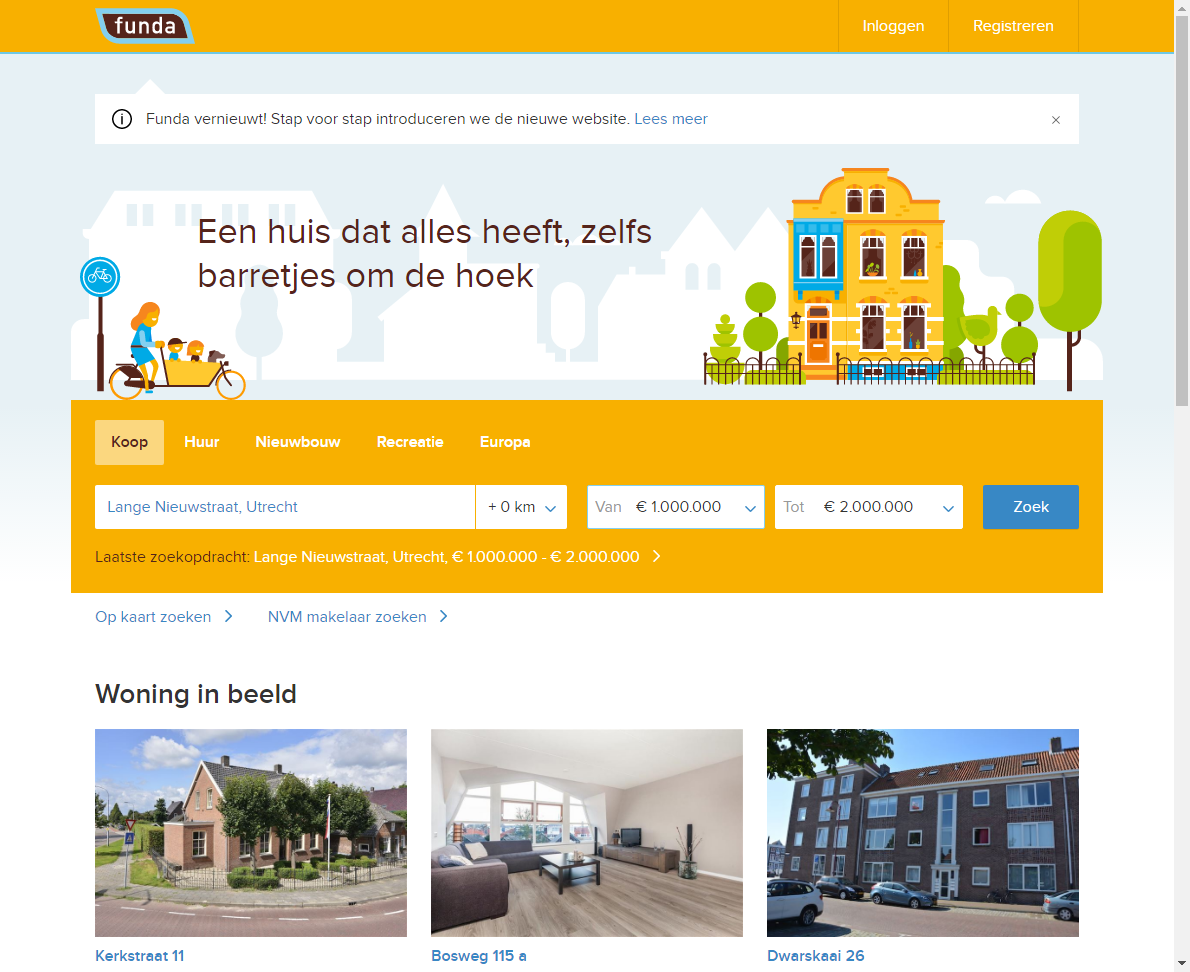 funda
Inloggen
Registreren
Funda vernieuwt! Stap voor stap introduceren we de nieuwe website. Lees meer
Een huis dat alles heeft, zelfs
barretjes om de hoek
Koop Huur Nieuwbouw Recreatie Europa
Lange Nieuwstraat, Utrecht + 0 km Van € 1.000.000 Tot € 2.000.000 Zoek
Laatste zoekopdracht: Lange Nieuwstraat, Utrecht, € 1.000.000 - € 2.000.000
Op kaart zoeken NVM makelaar zoeken
Woning in beeld
Kerkstraat 11 Bosweg 115 a Dwarskaai 26